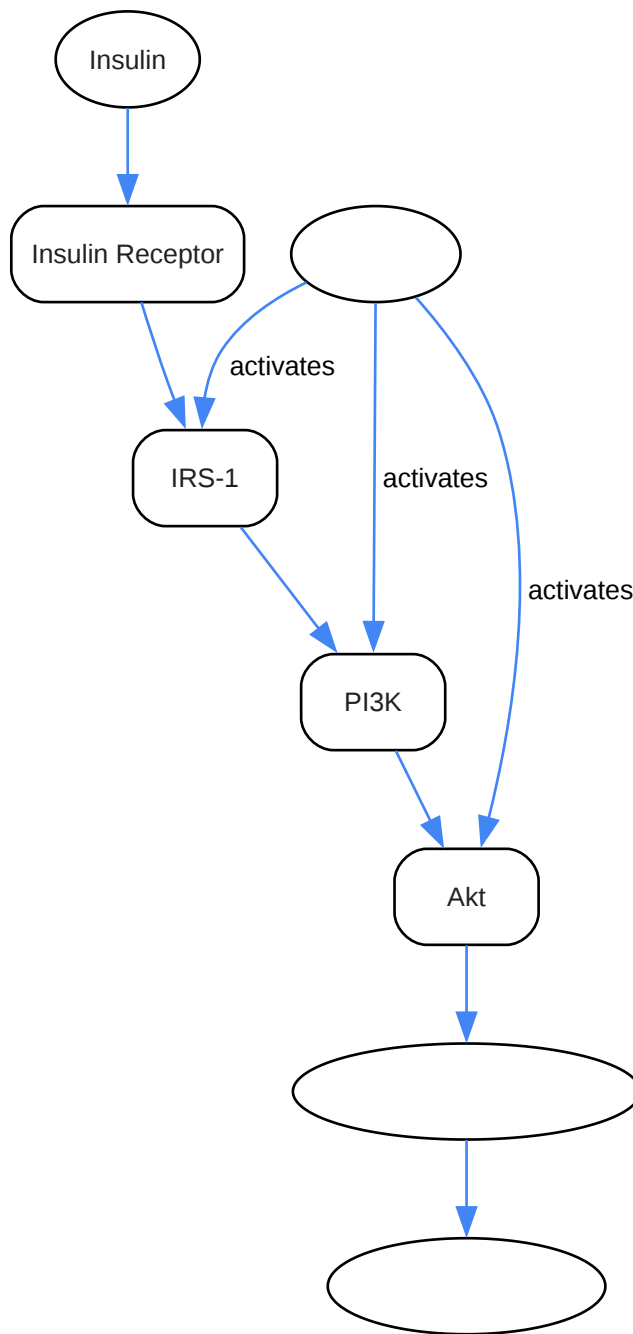 Insulin
Insulin Receptor
activates
IRS-1
activates
activates
PI3K
Akt